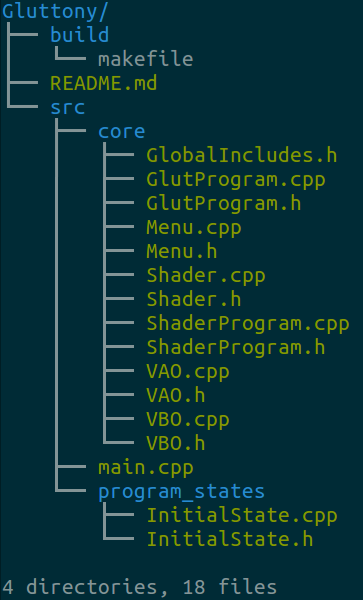 Gluttony/
├── build
│   └── makefile
├── README.md
└── src
    ├── core
    │   ├── GlobalIncludes.h
    │   ├── GlutProgram.cpp
    │   ├── GlutProgram.h
    │   ├── Menu.cpp
    │   ├── Menu.h
    │   ├── Shader.cpp
    │   ├── Shader.h
    │   ├── ShaderProgram.cpp
    │   ├── ShaderProgram.h
    │   ├── VAO.cpp
    │   ├── VAO.h
    │   ├── VBO.cpp
    │   └── VBO.h
    ├── main.cpp
    └── program_states
        ├── InitialState.cpp
        └── InitialState.h

4 directories, 18 files